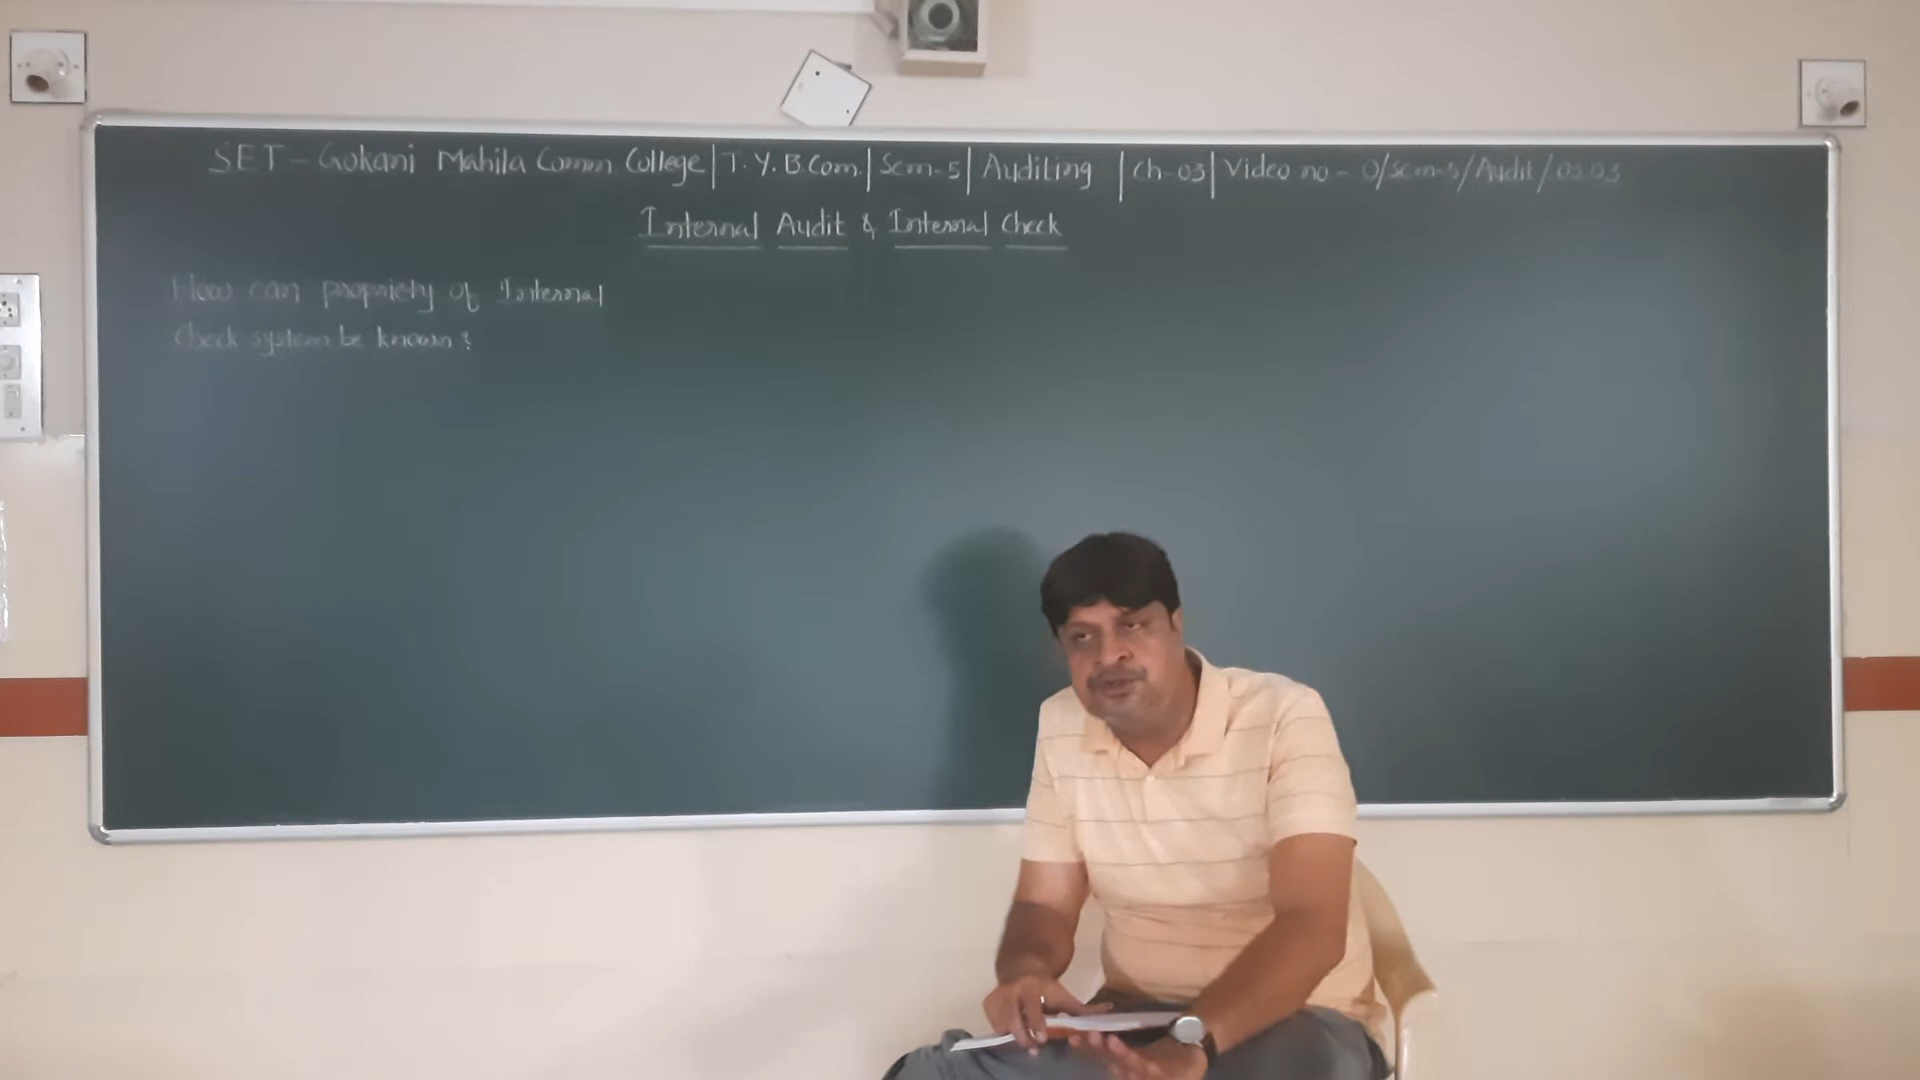 SET - Gokani Mahila Comm College | T.Y.B.Com. | Sem-5 | Auditing | Ch-03 | Video no - 0/sem-5/Audit/03.03
Internal Audit & Internal Check
How can propriety of Internal
Check system be known?